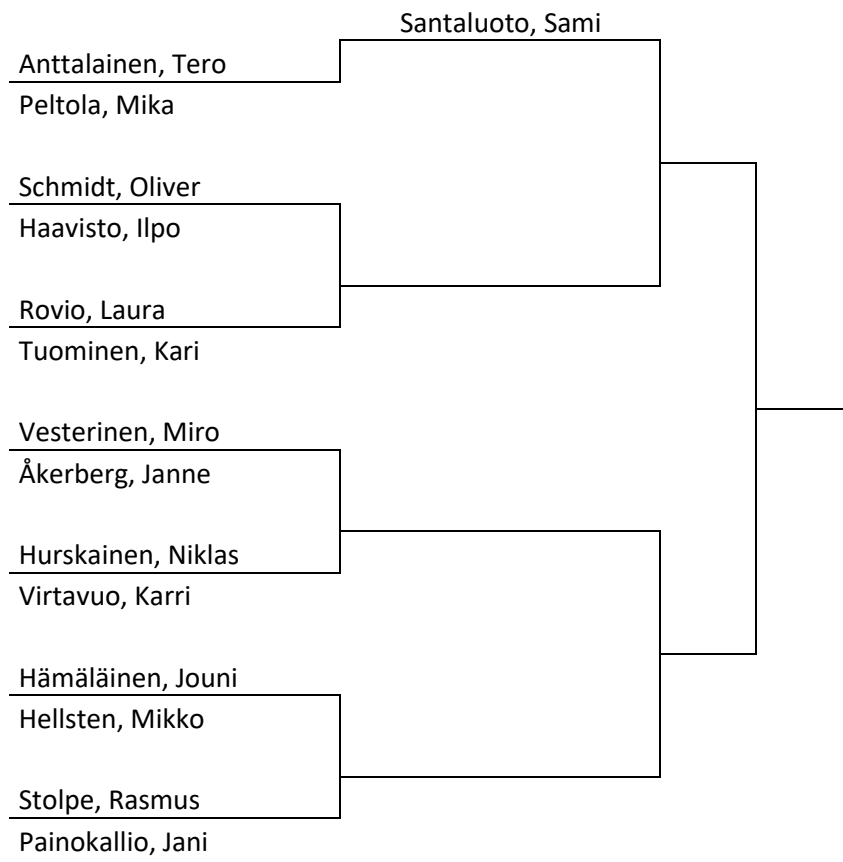 Santaluoto, Sami
Anttalainen, Tero
Peltola, Mika
Schmidt, Oliver
Haavisto, Ilpo
Rovio, Laura
Tuominen, Kari
Vesterinen, Miro
Åkerberg, Janne
Hurskainen, Niklas
Virtavuo, Karri
Hämäläinen, Jouni
Hellsten, Mikko
Stolpe, Rasmus
Painokallio, Jani